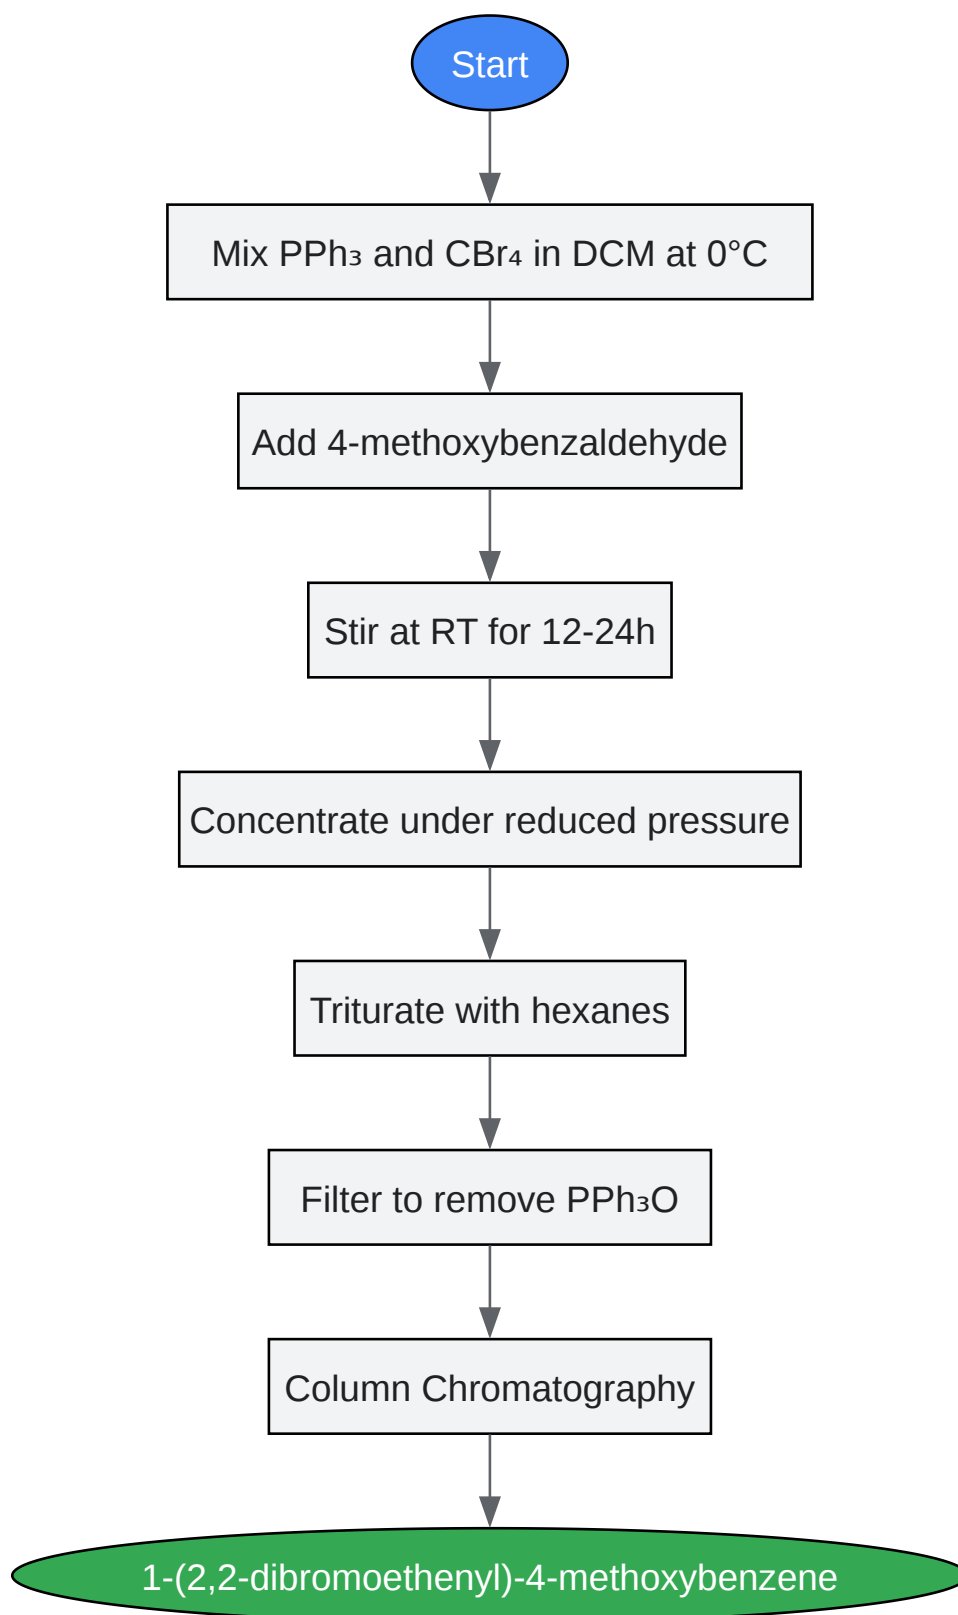 Start
Mix PPh₃ and CBr₄ in DCM at 0°C
Add 4-methoxybenzaldehyde
Stir at RT for 12-24h
Concentrate under reduced pressure
Triturate with hexanes
Filter to remove PPh₃O
Column Chromatography
1-(2,2-dibromoethenyl)-4-methoxybenzene